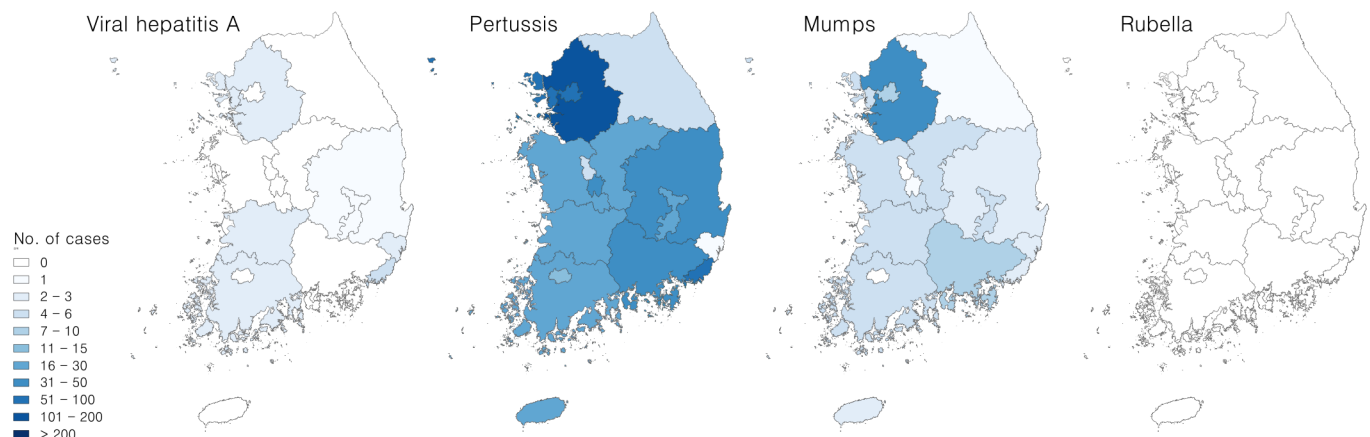 Viral hepatitis A
Pertussis
Mumps
Rubella
No. of cases
0
1
2 – 3
4 – 6
7 – 10
11 – 15
16 – 30
31 – 50
51 – 100
101 – 200
> 200